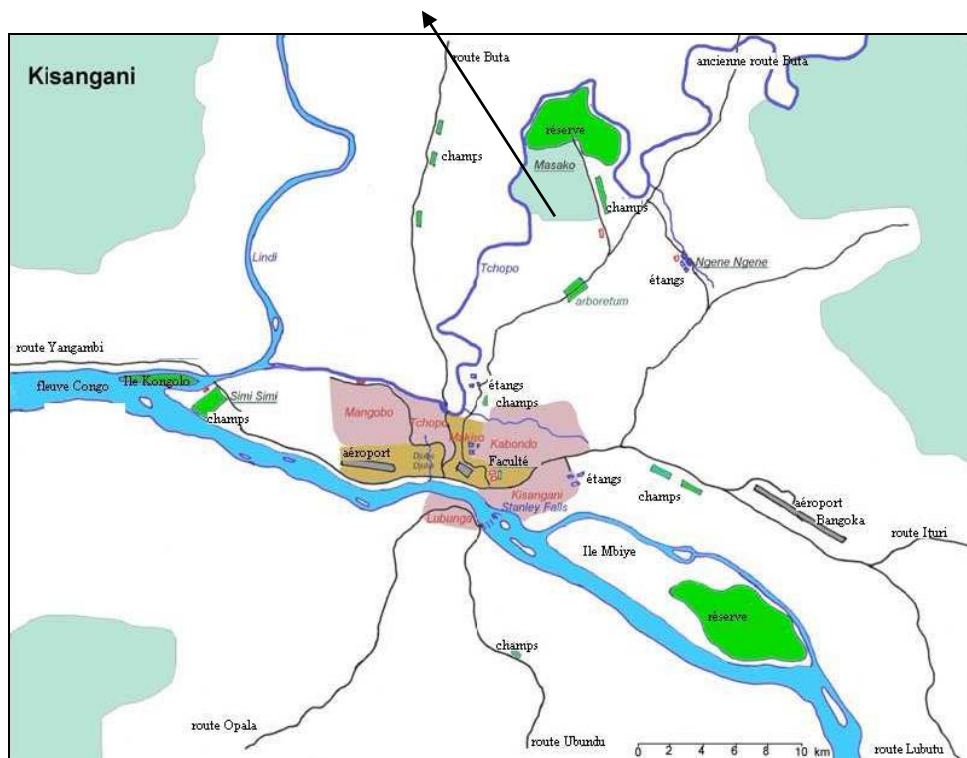 route Buta
ancienne route Buta
Kisangani
réserve
champs
Masako
champs
Lindi
Tchopo
Ngene Ngene
étangs
arboretum
route Yangambi
fleuve Congo
Ile Kongolo
Simi Simi
champs
étangs
champs
Mangobo
Tchopo
Makiso
Kabondo
aéroport
Faculté
Kisangani
étangs
Stanley Falls
Lubunga
champs
aéroport
Bangoka
route Ituri
Ile Mbiye
réserve
champs
route Opala
route Ubundu
0 2 4 6 8 10
km
route Lubutu